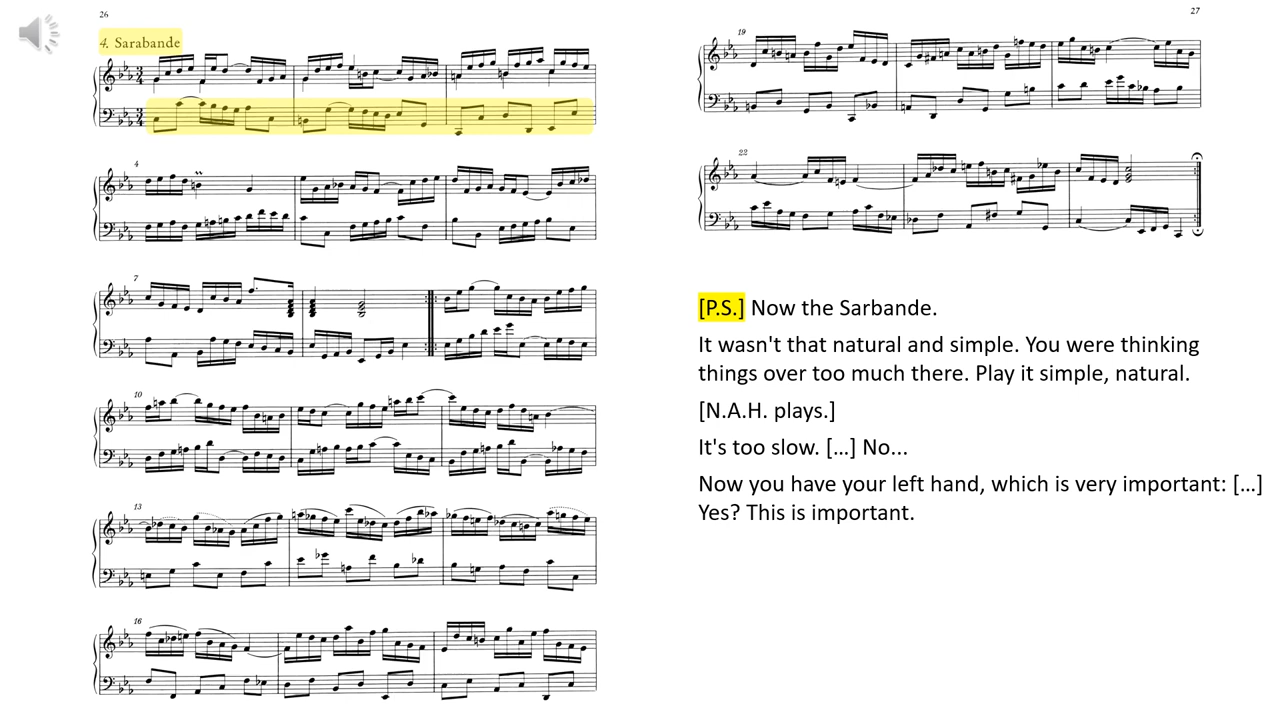 26
4. Sarabande
4
7
10
13
16
27
19
22
[P.S.] Now the Sarbande.
It wasn't that natural and simple. You were thinking
things over too much there. Play it simple, natural.
[N.A.H. plays.]
It's too slow. […] No...
Now you have your left hand, which is very important: […]
Yes? This is important.